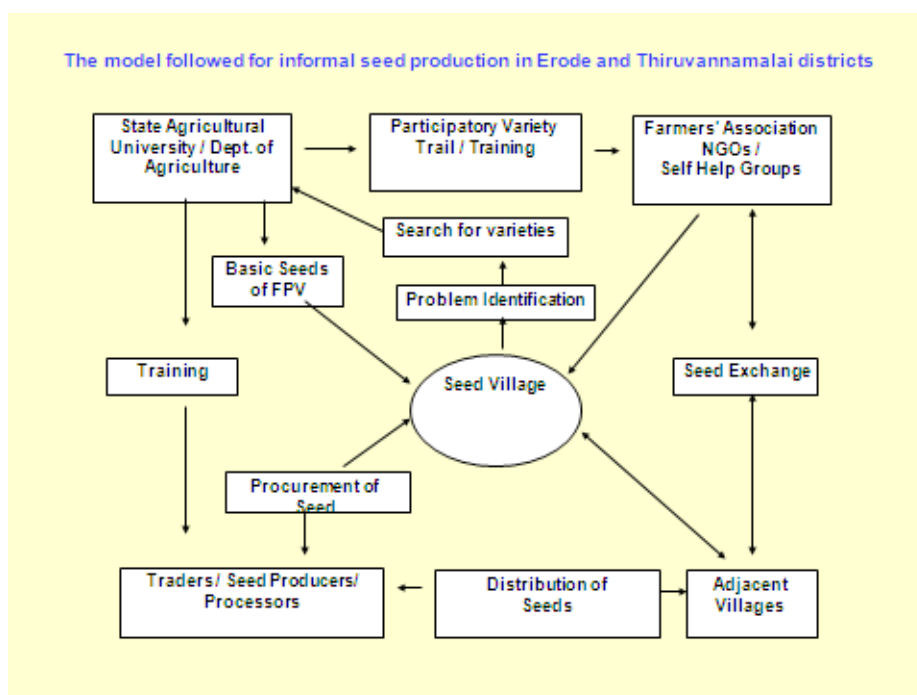 The model followed for informal seed production in Erode and Thiruvannamalai districts
State Agricultural
University / Dept. of
Agriculture
Participatory Variety
Trail / Training
Farmers' Association
NGOs /
Self Help Groups
Search for varieties
Basic Seeds
of FPV
Problem Identification
Training
Seed Village
Seed Exchange
Procurement of
Seed
Traders/ Seed Producers/
Processors
Distribution of
Seeds
Adjacent
Villages